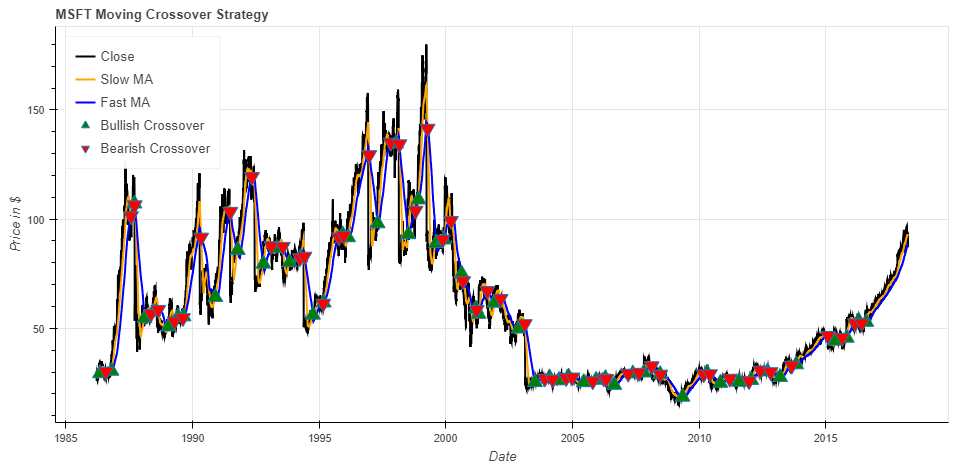 MSFT Moving Crossover Strategy
Close
Slow MA
Fast MA
Bullish Crossover
Bearish Crossover
150
100
50
Price in $
1985
1990
1995
2000
2005
2010
2015
Date